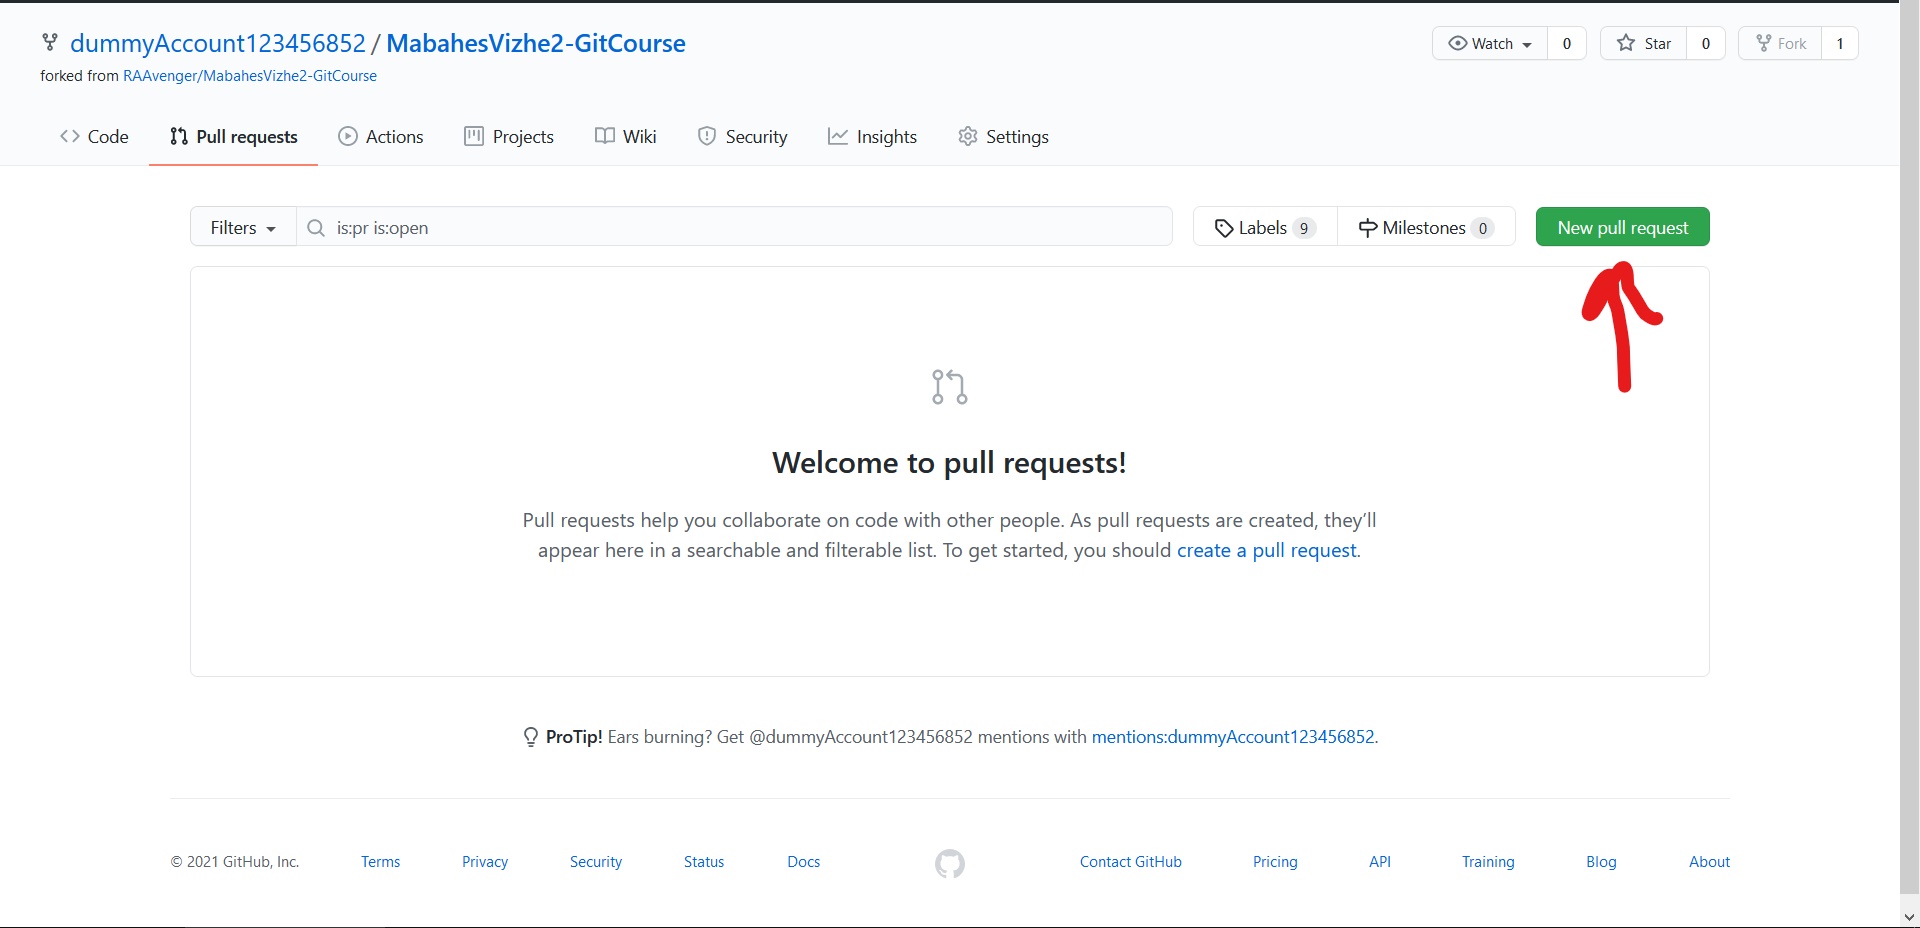 dummyAccount123456852 / MabahesVizhe2-GitCourse
Watch 0 Star 0 Fork 1
forked from RAAvenger/MabahesVizhe2-GitCourse
Code Pull requests Actions Projects Wiki Security Insights Settings
Filters is:pr is:open Labels 9 Milestones 0 New pull request
Welcome to pull requests!
Pull requests help you collaborate on code with other people. As pull requests are created, they’ll
appear here in a searchable and filterable list. To get started, you should create a pull request.
ProTip! Ears burning? Get @dummyAccount123456852 mentions with mentions:dummyAccount123456852.
© 2021 GitHub, Inc. Terms Privacy Security Status Docs Contact GitHub Pricing API Training Blog About